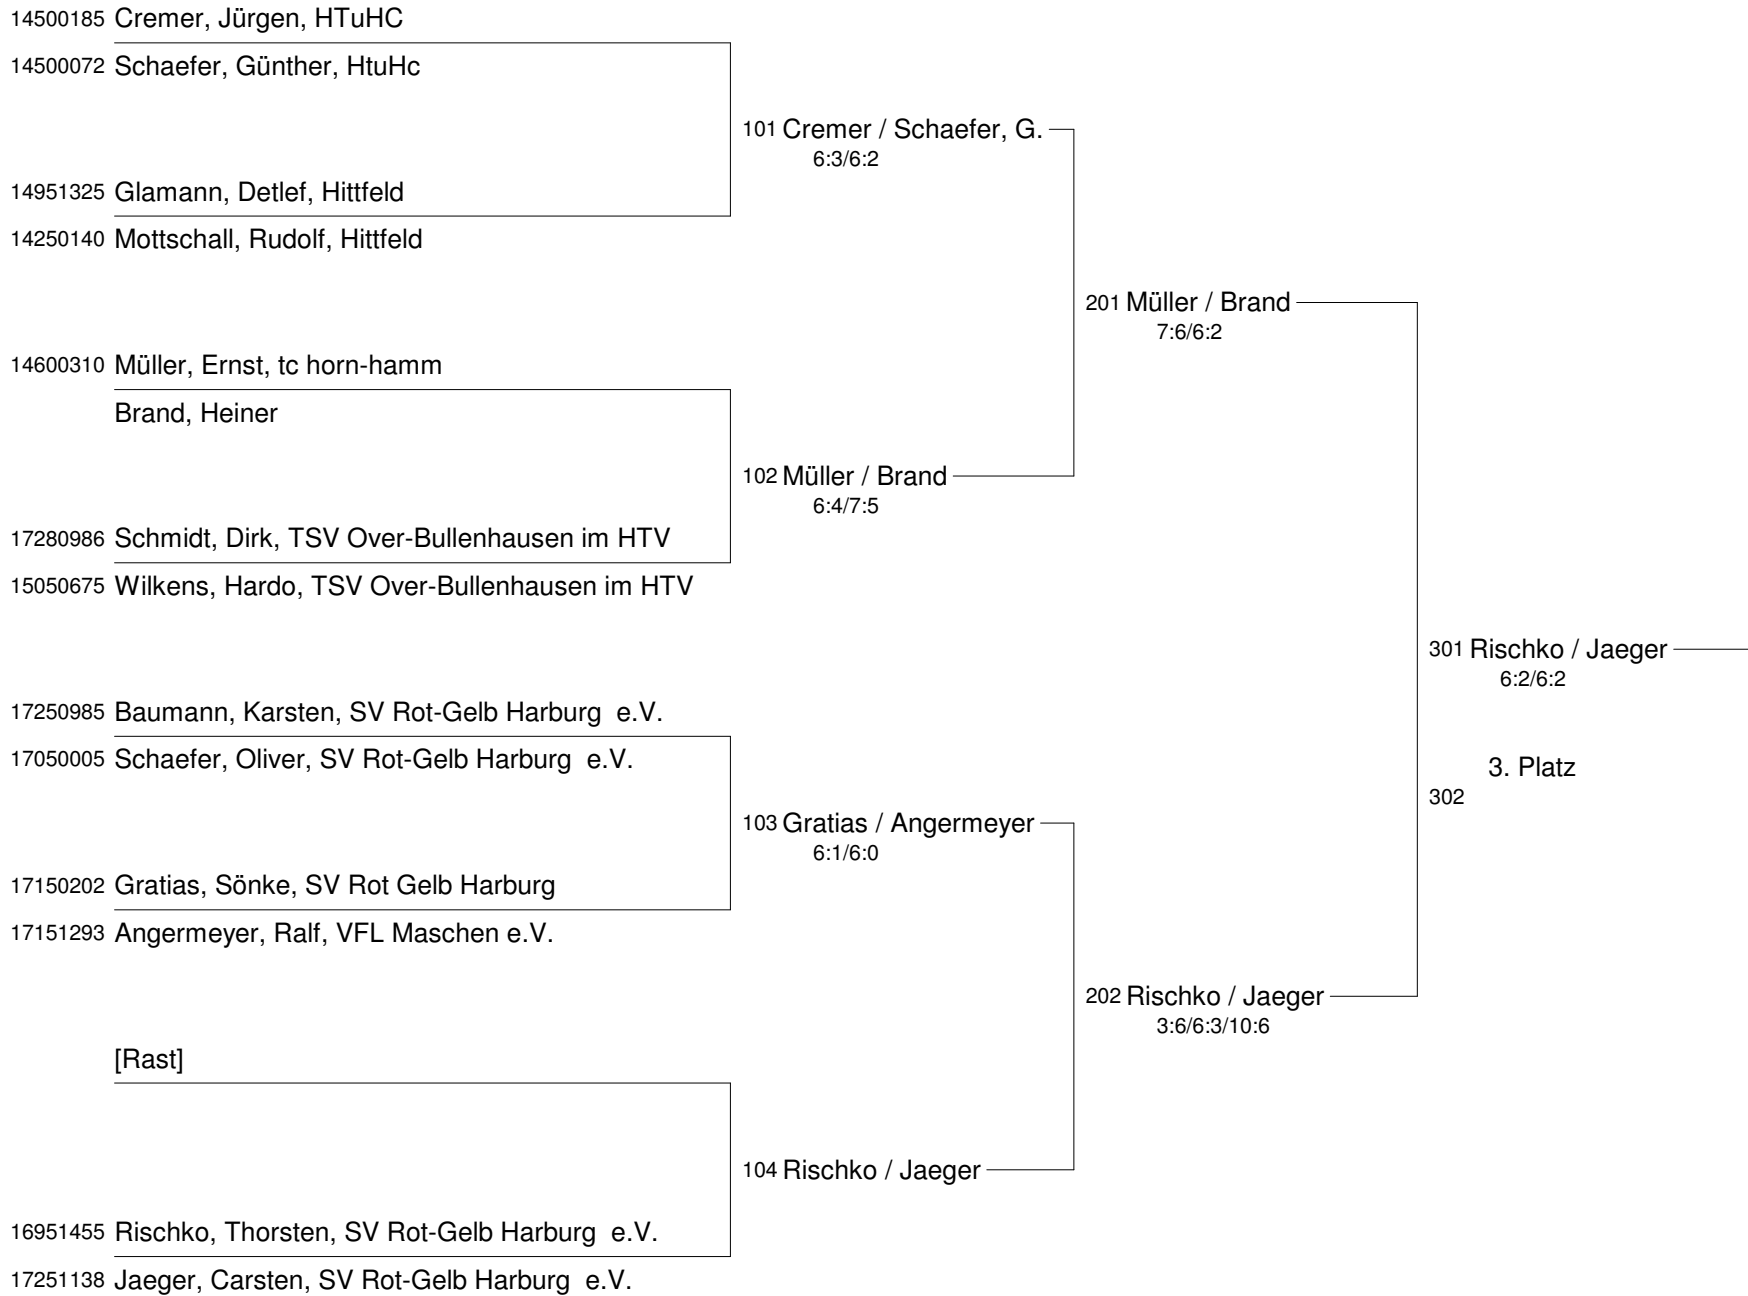 14500185 Cremer, Jürgen, HTuHC
14500072 Schaefer, Günther, HtuHc
101 Cremer / Schaefer, G.
6:3/6:2
14951325 Glamann, Detlef, Hittfeld
14250140 Mottschall, Rudolf, Hittfeld
201 Müller / Brand
7:6/6:2
14600310 Müller, Ernst, tc horn-hamm
Brand, Heiner
102 Müller / Brand
6:4/7:5
17280986 Schmidt, Dirk, TSV Over-Bullenhausen im HTV
15050675 Wilkens, Hardo, TSV Over-Bullenhausen im HTV
301 Rischko / Jaeger
6:2/6:2
17250985 Baumann, Karsten, SV Rot-Gelb Harburg  e.V.
17050005 Schaefer, Oliver, SV Rot-Gelb Harburg  e.V.
3. Platz
302
103 Gratias / Angermeyer
6:1/6:0
17150202 Gratias, Sönke, SV Rot Gelb Harburg
17151293 Angermeyer, Ralf, VFL Maschen e.V.
202 Rischko / Jaeger
3:6/6:3/10:6
[Rast]
104 Rischko / Jaeger
16951455 Rischko, Thorsten, SV Rot-Gelb Harburg  e.V.
17251138 Jaeger, Carsten, SV Rot-Gelb Harburg  e.V.